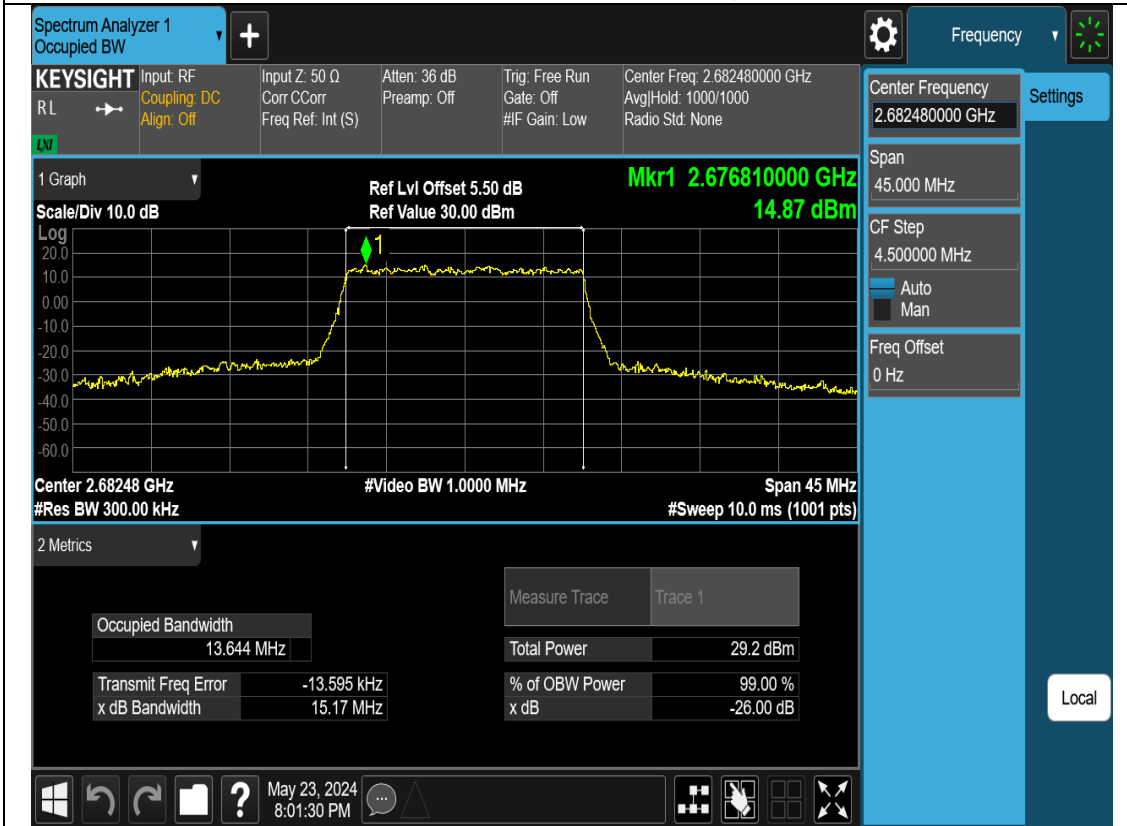 Spectrum Analyzer 1
Occupied BW
Frequency
KEYSIGHT
R L
LXI
Input: RF
Coupling: DC
Align: Off
Input Z: 50 Ω
Corr CCorr
Freq Ref: Int (S)
Atten: 36 dB
Preamp: Off
Trig: Free Run
Gate: Off
#IF Gain: Low
Center Freq: 2.682480000 GHz
Avg|Hold: 1000/1000
Radio Std: None
Center Frequency
2.682480000 GHz
Settings
Span
45.000 MHz
CF Step
4.500000 MHz
Auto
Man
Freq Offset
0 Hz
Local
1 Graph
Scale/Div 10.0 dB
Ref Lvl Offset 5.50 dB
Ref Value 30.00 dBm
Mkr1 2.676810000 GHz
14.87 dBm
Log
1
20.0
10.0
0.00
-10.0
-20.0
-30.0
-40.0
-50.0
-60.0
Center 2.68248 GHz
#Res BW 300.00 kHz
#Video BW 1.0000 MHz
Span 45 MHz
#Sweep 10.0 ms (1001 pts)
2 Metrics
Measure Trace Trace 1
Occupied Bandwidth
13.644 MHz
Total Power 29.2 dBm
Transmit Freq Error -13.595 kHz
% of OBW Power 99.00 %
x dB Bandwidth 15.17 MHz
x dB -26.00 dB
?
May 23, 2024
8:01:30 PM